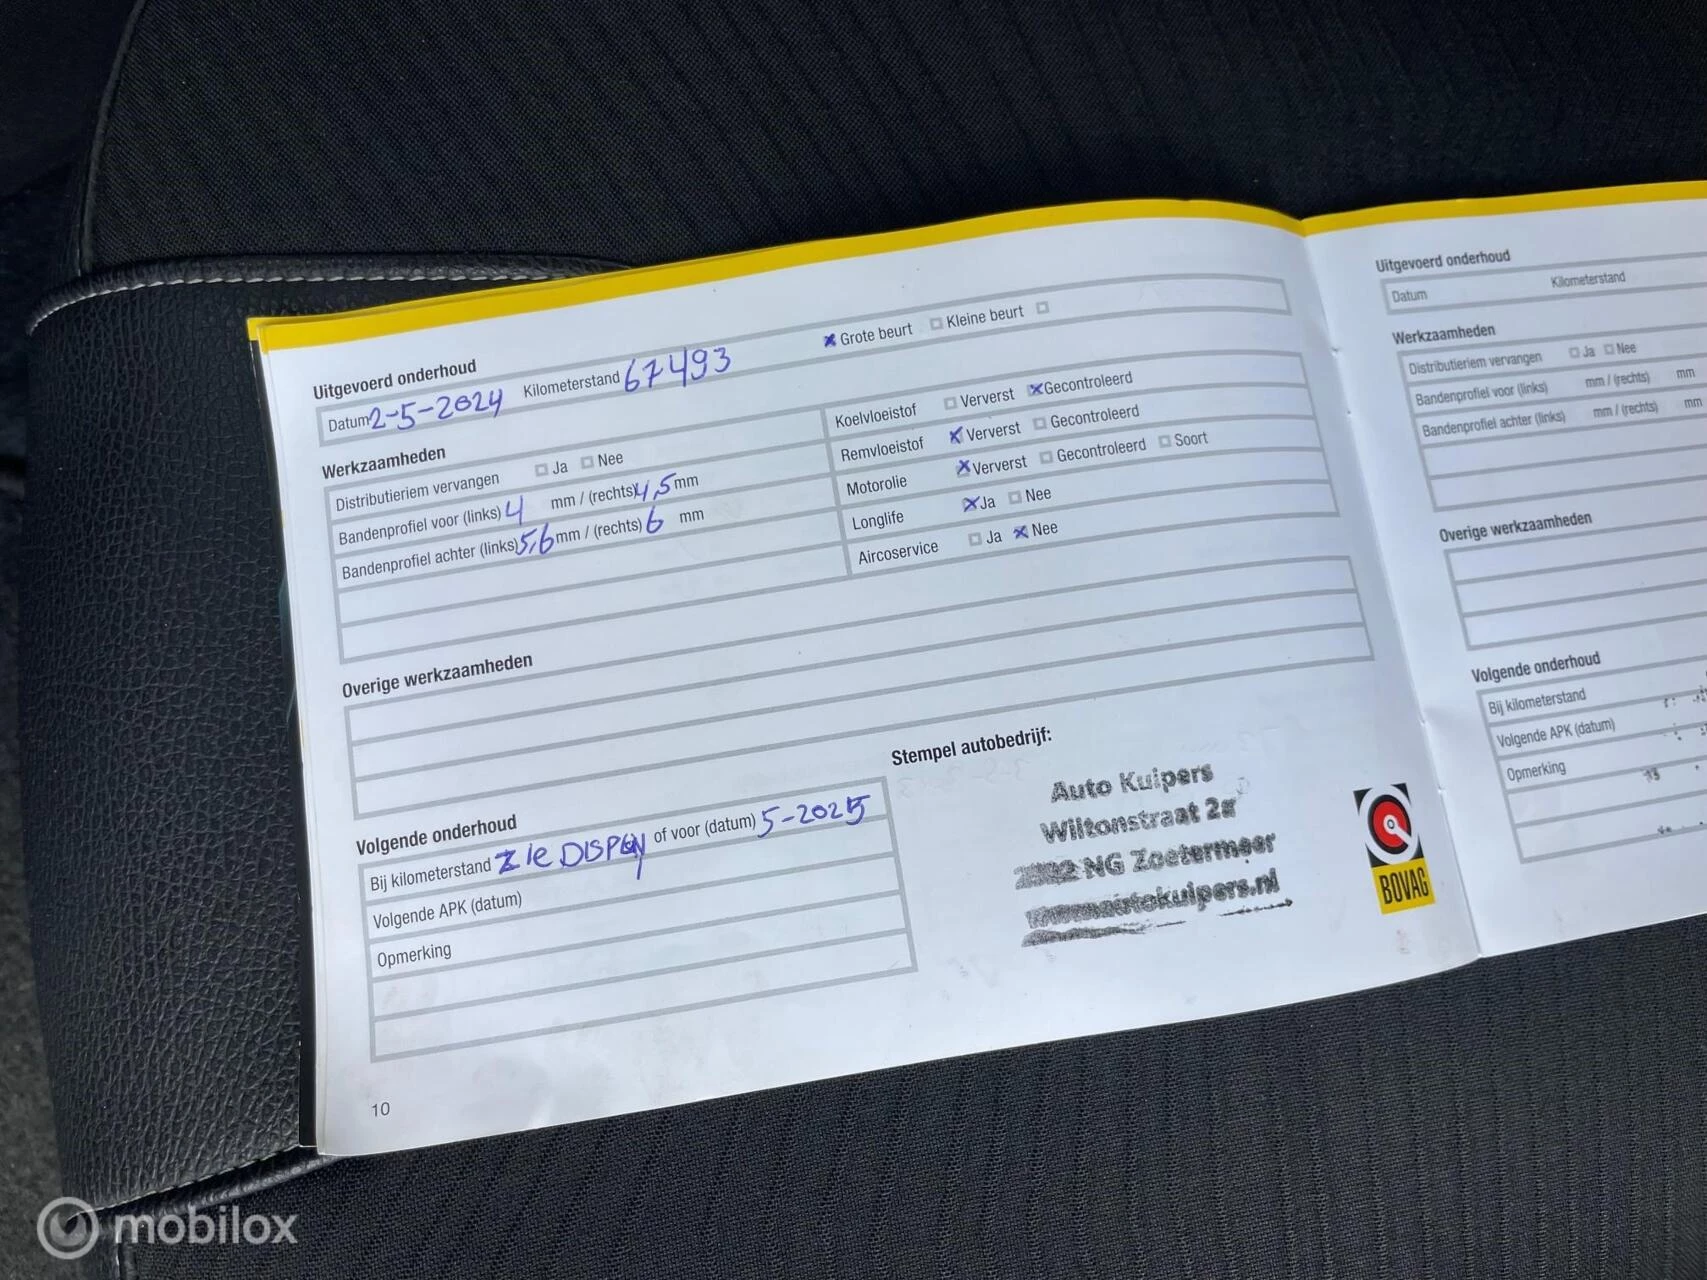 Uitgevoerd onderhoud
Datum 2-5-2024 Kilometerstand 67493 x Grote beurt Kleine beurt
Werkzaamheden
Distributieriem vervangen Ja Nee
Bandenprofiel voor (links) 4 mm / (rechts) 4,5 mm
Bandenprofiel achter (links) 5,6 mm / (rechts) 6 mm
Koelvloeistof Ververst x Gecontroleerd
Remvloeistof x Ververst Gecontroleerd
Motorolie x Ververst Gecontroleerd Soort
Longlife x Ja Nee
Aircoservice Ja x Nee
Overige werkzaamheden
Volgende onderhoud
Bij kilometerstand ZIE DISPLAY of voor (datum) 5-2025
Volgende APK (datum)
Opmerking
Stempel autobedrijf:
Auto Kuipers
Wiltonstraat 2a
NG Zoetermeer
autokuipers.nl
BOVAG
10
Uitgevoerd onderhoud
Datum Kilometerstand
Werkzaamheden
Distributieriem vervangen Ja Nee
Bandenprofiel voor (links) mm / (rechts) mm
Bandenprofiel achter (links) mm / (rechts) mm
Overige werkzaamheden
Volgende onderhoud
Bij kilometerstand
Volgende APK (datum)
Opmerking
mobilox